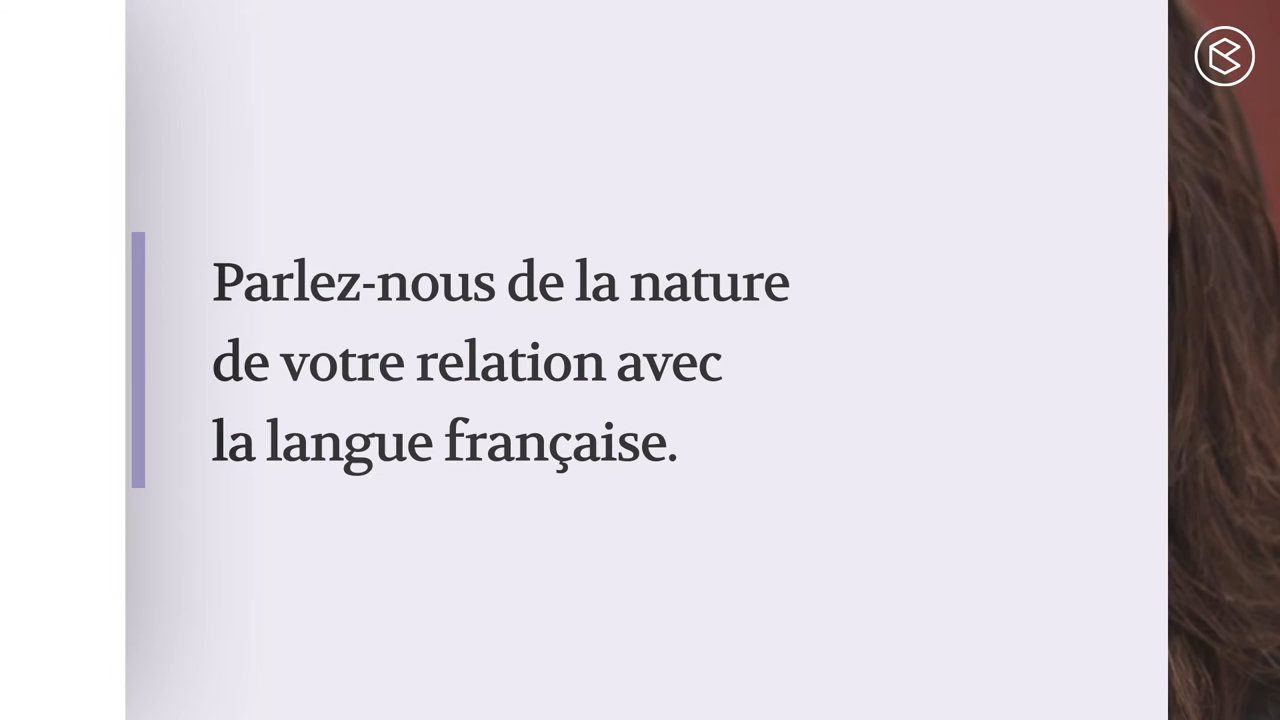 Parlez-nous de la nature
de votre relation avec
la langue française.